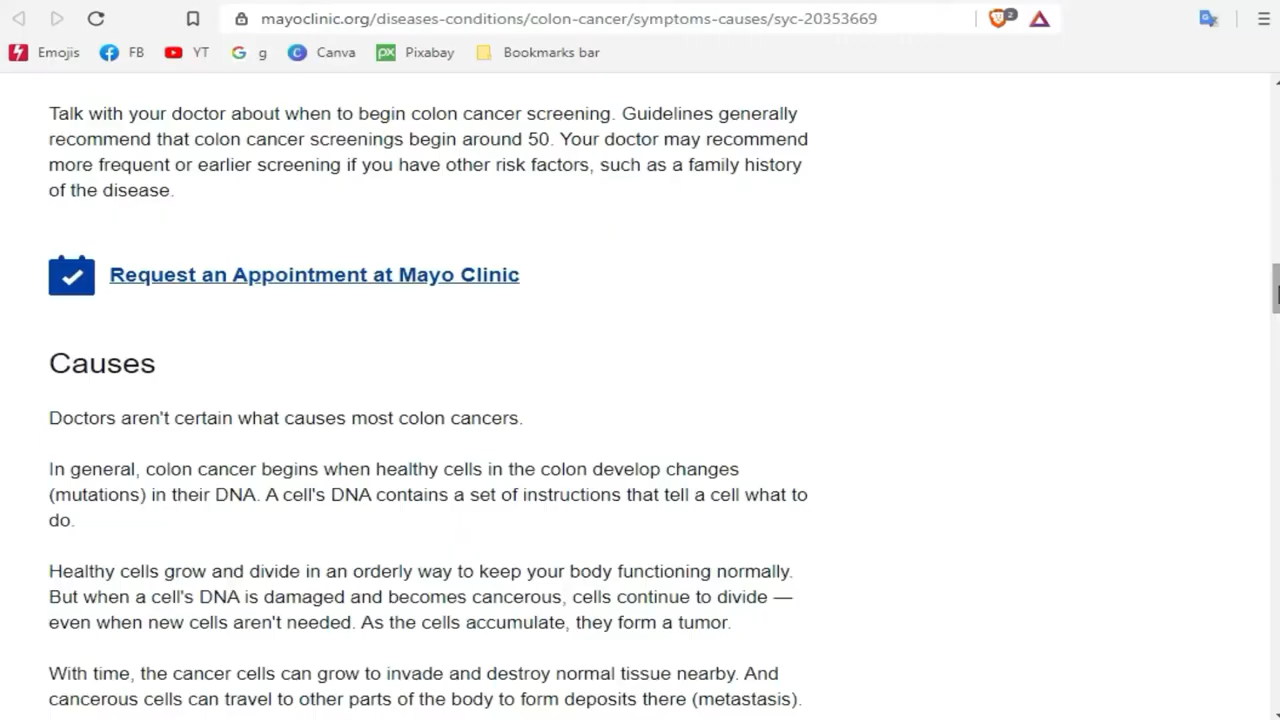 mayoclinic.org/diseases-conditions/colon-cancer/symptoms-causes/syc-20353669
2
Emojis FB YT G g C Canva px Pixabay Bookmarks bar
Talk with your doctor about when to begin colon cancer screening. Guidelines generally
recommend that colon cancer screenings begin around 50. Your doctor may recommend
more frequent or earlier screening if you have other risk factors, such as a family history
of the disease.
Request an Appointment at Mayo Clinic
Causes
Doctors aren't certain what causes most colon cancers.
In general, colon cancer begins when healthy cells in the colon develop changes
(mutations) in their DNA. A cell's DNA contains a set of instructions that tell a cell what to
do.
Healthy cells grow and divide in an orderly way to keep your body functioning normally.
But when a cell's DNA is damaged and becomes cancerous, cells continue to divide —
even when new cells aren't needed. As the cells accumulate, they form a tumor.
With time, the cancer cells can grow to invade and destroy normal tissue nearby. And
cancerous cells can travel to other parts of the body to form deposits there (metastasis).